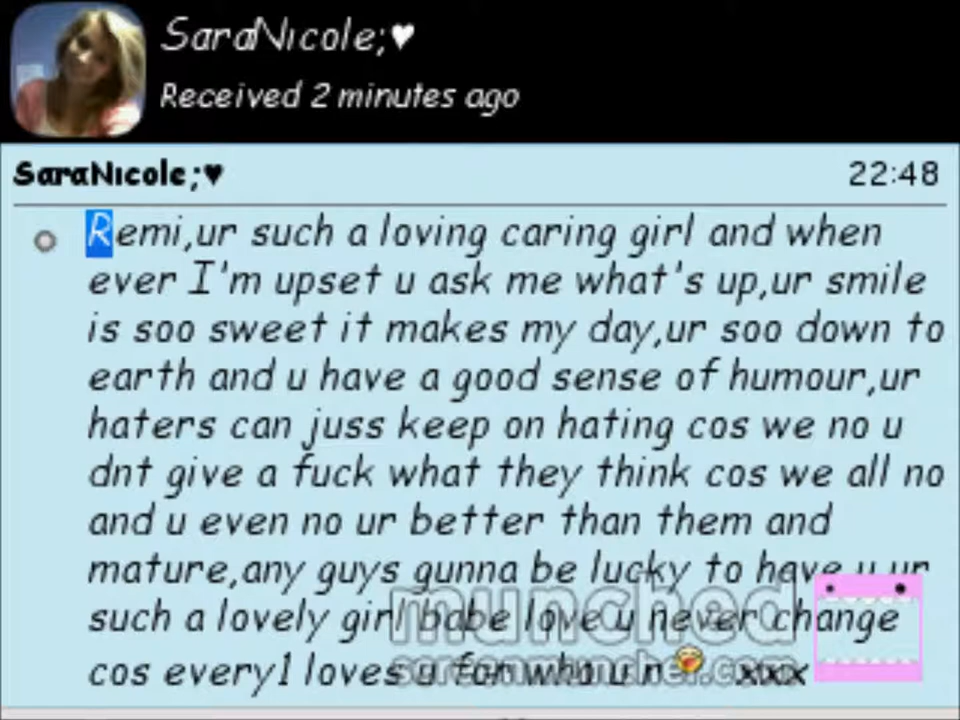 SaraNıcole;♥
Received 2 minutes ago
SaraNıcole;♥ 22:48
Remi,ur such a loving caring girl and when
ever I'm upset u ask me what's up,ur smile
is soo sweet it makes my day,ur soo down to
earth and u have a good sense of humour,ur
haters can juss keep on hating cos we no u
dnt give a fuck what they think cos we all no
and u even no ur better than them and
mature,any guys gunna be lucky to have u ur
such a lovely girl babe love u never change
cos every1 loves u for who u r xxx
munched
screenmuncher.com